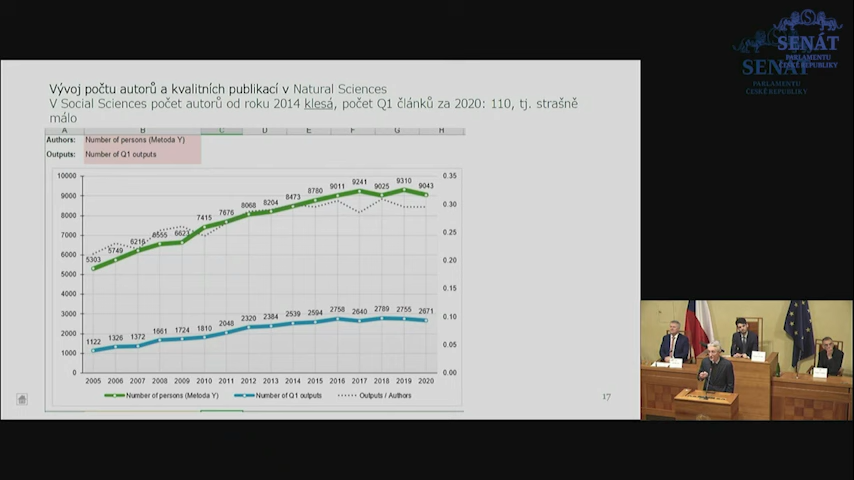 SENÁT
PARLAMENTU
ČESKÉ REPUBLIKY
SENÁT
PARLAMENTU
ČESKÉ REPUBLIKY
Vývoj počtu autorů a kvalitních publikací v Natural Sciences
V Social Sciences počet autorů od roku 2014 klesá, počet Q1 článků za 2020: 110, tj. strašně
málo
A B C D E F G H
Authors: Number of persons (Metoda Y)
Outputs: Number of Q1 outputs
10000 9000 8000 7000 6000 5000 4000 3000 2000 1000 0
0.35 0.30 0.25 0.20 0.15 0.10 0.05 0.00
5303 5749 6216 6555 6623 7415 7676 8068 8204 8473 8780 9011 9241 9025 9310 9043
1122 1326 1372 1661 1724 1810 2048 2320 2384 2539 2594 2758 2640 2789 2755 2671
2005 2006 2007 2008 2009 2010 2011 2012 2013 2014 2015 2016 2017 2018 2019 2020
Number of persons (Metoda Y) Number of Q1 outputs Outputs / Authors
17